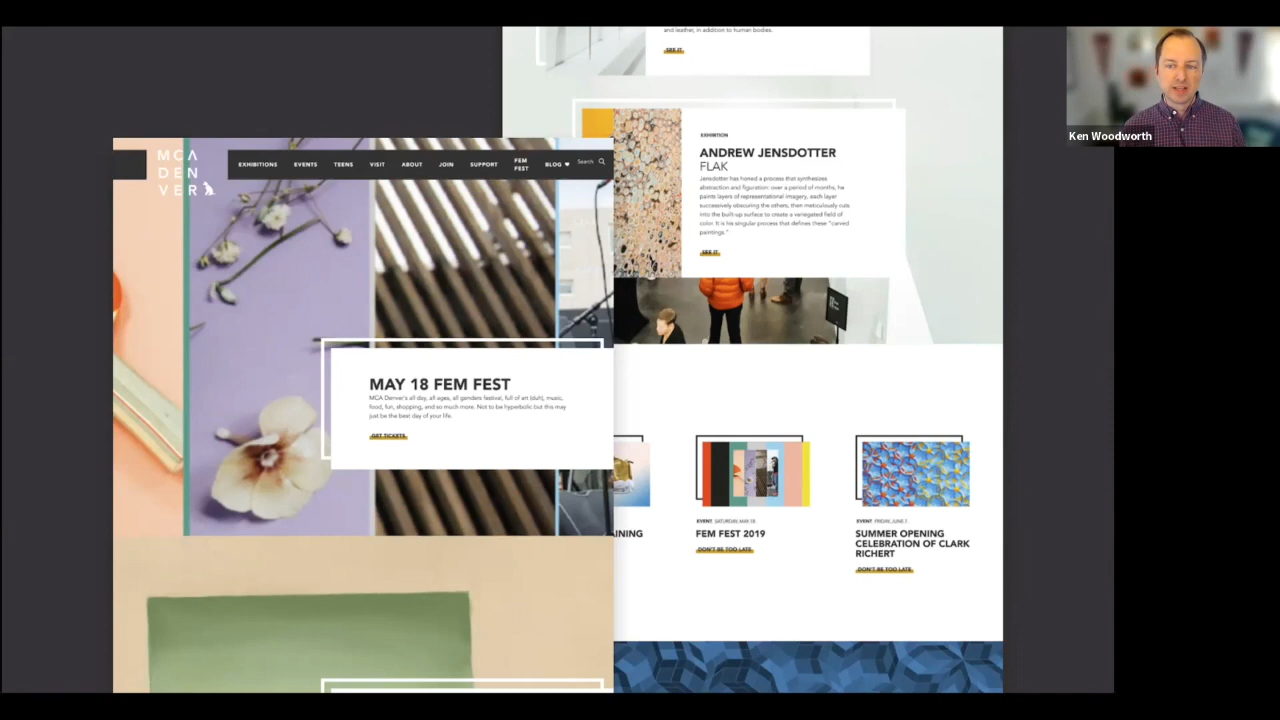 and leather, in addition to human bodies.
SEE IT
Ken Woodworth
EXHIBITION
ANDREW JENSDOTTER
FLAK
Jensdotter has honed a process that synthesizes
abstraction and figuration: over a period of months, he
paints layers of representational imagery, each layer
successively obscuring the others, then meticulously cuts
into the built-up surface to create a variegated field of
color. It is his singular process that defines these "carved
paintings."
SEE IT
MCA
DEN
VER
EXHIBITIONS EVENTS TEENS VISIT ABOUT JOIN SUPPORT FEM FEST BLOG Search
MAY 18 FEM FEST
MCA Denver's all day, all ages, all genders festival, full of art (duh), music,
food, fun, shopping, and so much more. Not to be hyperbolic but this may
just be the best day of your life.
GET TICKETS
AINING
EVENT SATURDAY, MAY 18
FEM FEST 2019
DON'T BE TOO LATE
EVENT FRIDAY, JUNE 7
SUMMER OPENING
CELEBRATION OF CLARK
RICHERT
DON'T BE TOO LATE